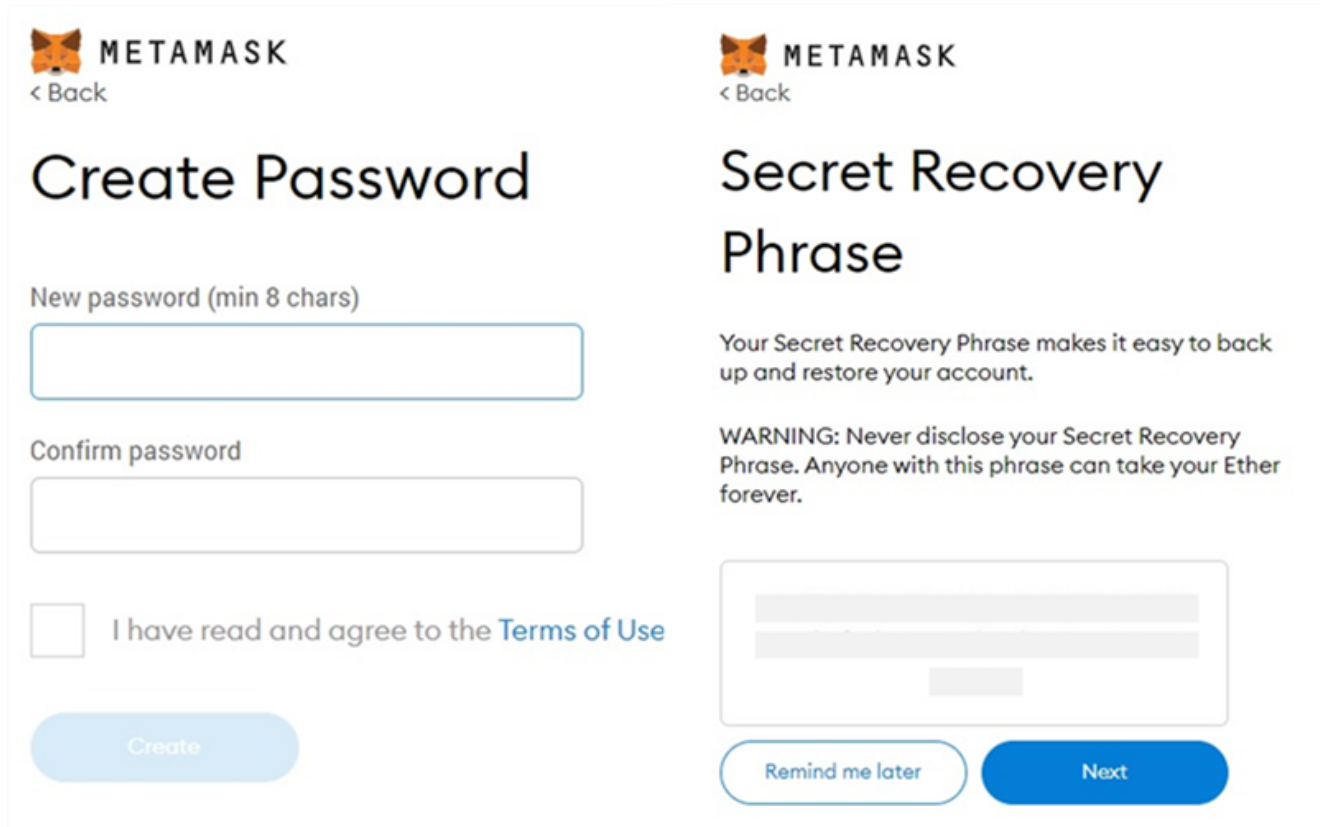 METAMASK
< Back
Create Password
New password (min 8 chars)
Confirm password
I have read and agree to the Terms of Use
Create
METAMASK
< Back
Secret Recovery
Phrase
Your Secret Recovery Phrase makes it easy to back
up and restore your account.
WARNING: Never disclose your Secret Recovery
Phrase. Anyone with this phrase can take your Ether
forever.
Remind me later
Next